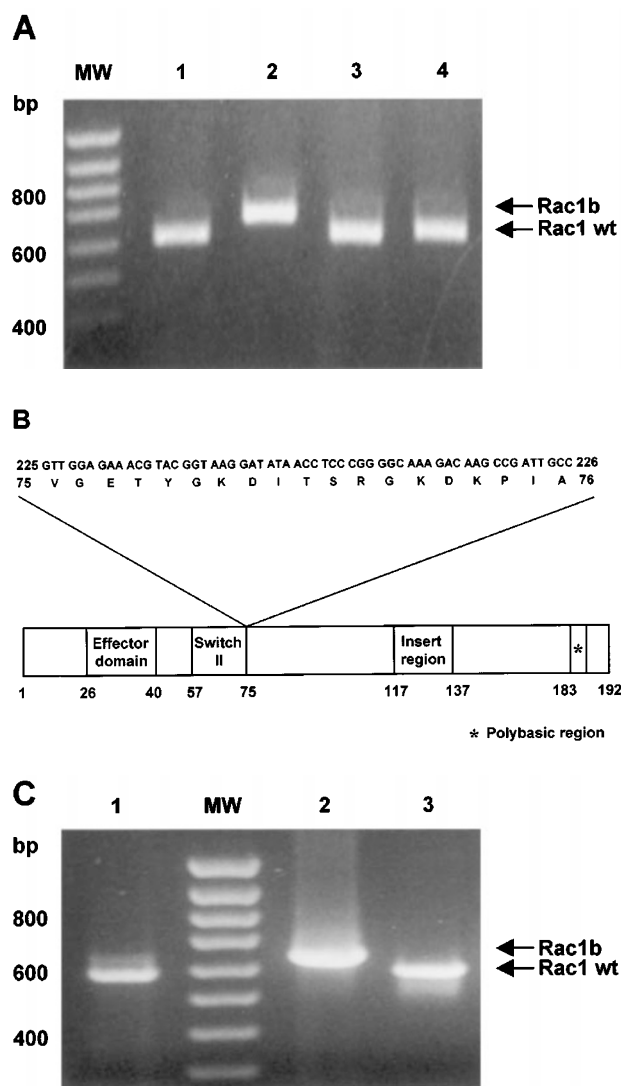 A
MW 1 2 3 4
bp
800
600
400
Rac1b
Rac1 wt
B
225 GTT GGA GAA ACG TAC GGT AAG GAT ATA ACC TCC CGG GGC AAA GAC AAG CCG ATT GCC 226
75 V G E T Y G K D I T S R G K D K P I A 76
Effector domain
Switch II
Insert region
*
1 26 40 57 75 117 137 183 192
* Polybasic region
C
1 MW 2 3
bp
800
600
400
Rac1b
Rac1 wt